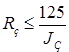 R_ç ≤ 125 / J_Ç